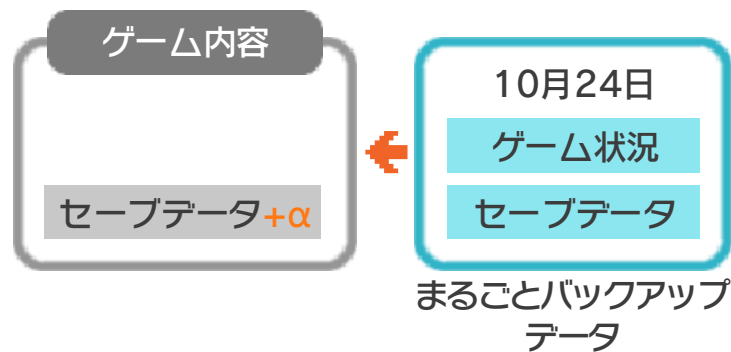 ゲーム内容
セーブデータ+α
10月24日
ゲーム状況
セーブデータ
まるごとバックアップ
データ